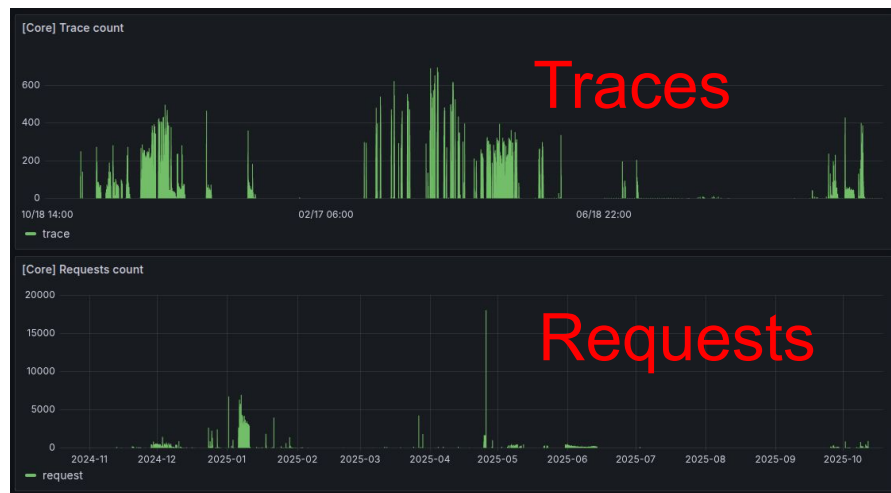 [Core] Trace count
Traces
600
400
200
0
10/18 14:00 02/17 06:00 06/18 22:00
trace
[Core] Requests count
Requests
20000
15000
10000
5000
0
2024-11 2024-12 2025-01 2025-02 2025-03 2025-04 2025-05 2025-06 2025-07 2025-08 2025-09 2025-10
request